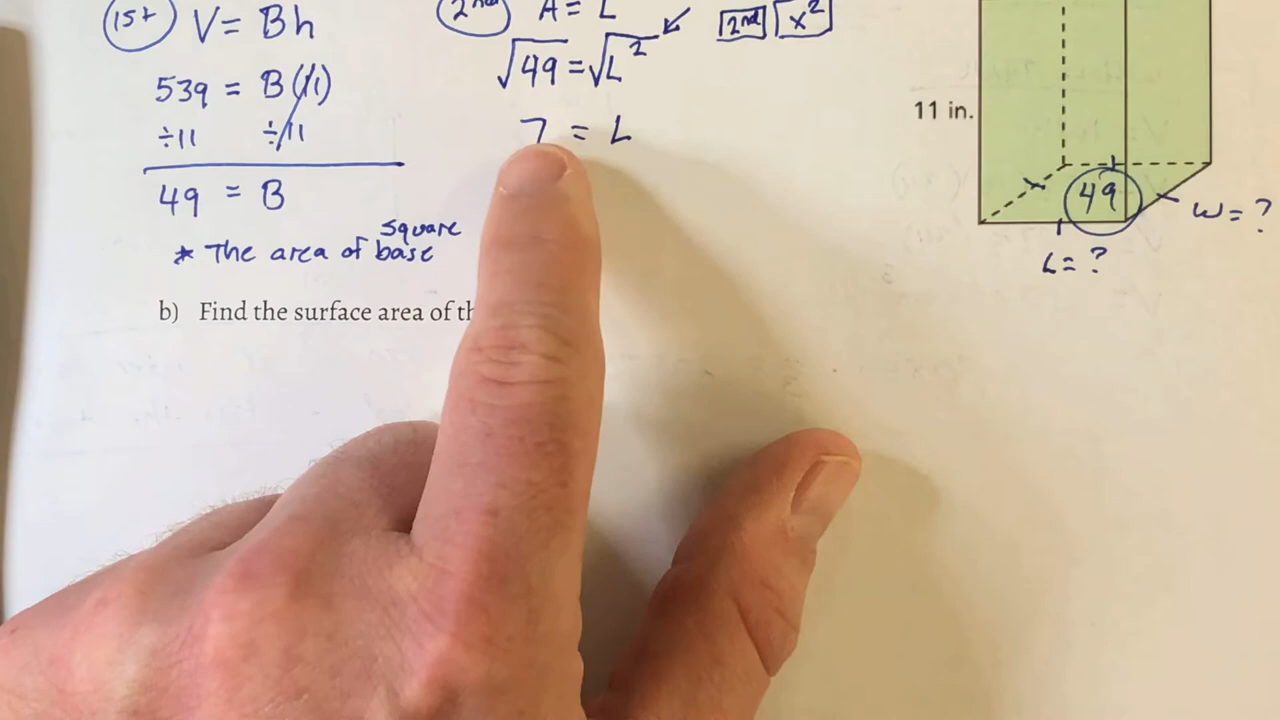 1st V = Bh
539 = B(11)
÷11 ÷11
49 = B
* The area of square base
2nd A = L
√49 = √L²
2nd x²
7 = L
11 in.
49
w = ?
L = ?
b) Find the surface area of